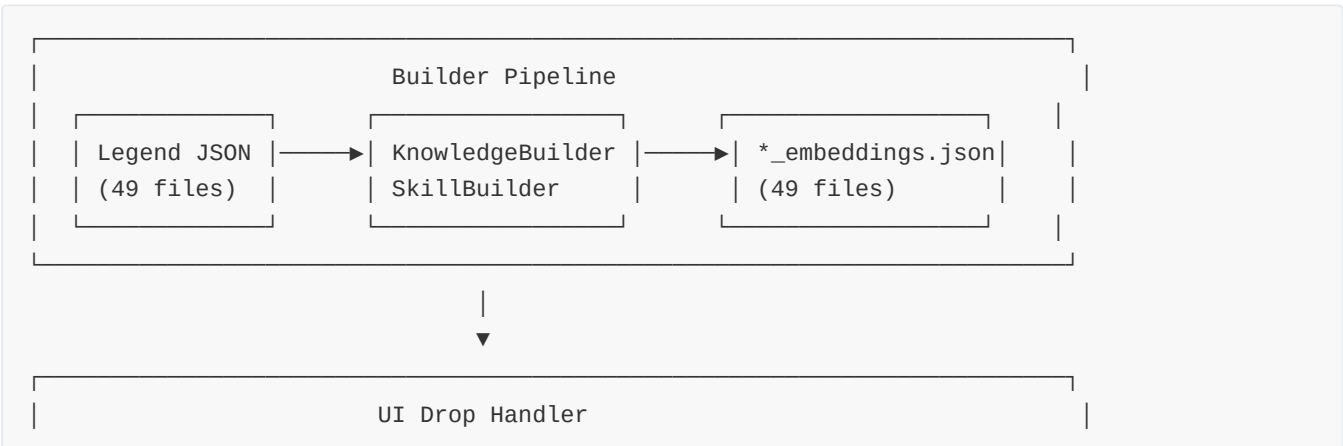 Builder Pipeline
Legend JSON KnowledgeBuilder *_embeddings.json
(49 files) SkillBuilder (49 files)
UI Drop Handler